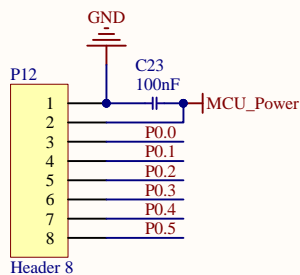 GND
C23
P12
100nF
1
MCU_Power
2
3 P0.0
4 P0.1
5 P0.2
6 P0.3
7 P0.4
8 P0.5
Header 8